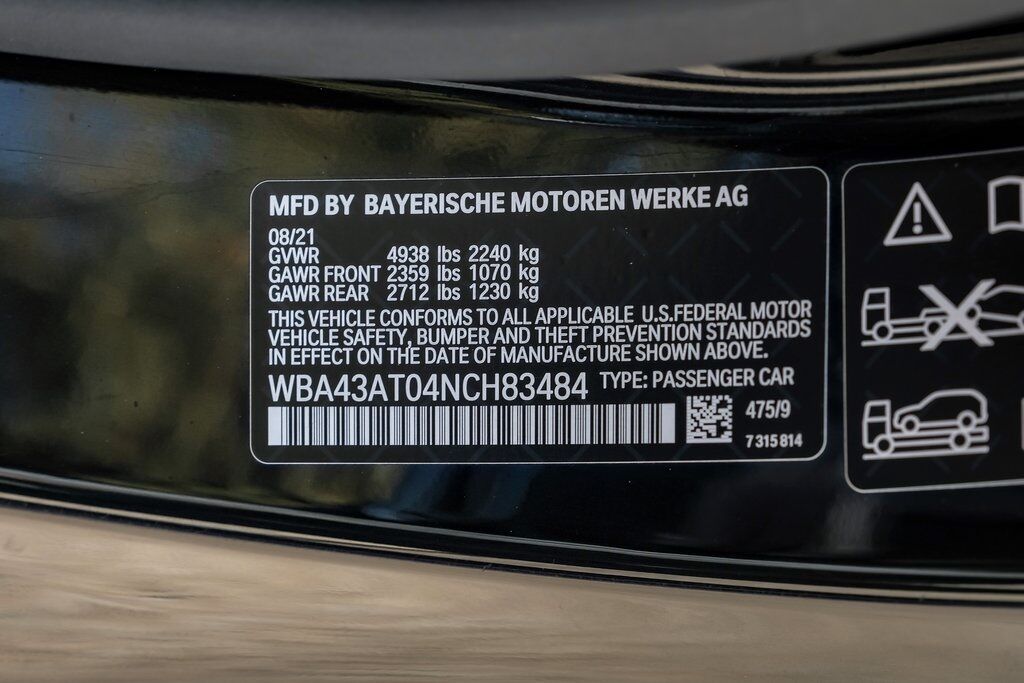 MFD BY BAYERISCHE MOTOREN WERKE AG
08/21
GVWR 4938 lbs 2240 kg
GAWR FRONT 2359 lbs 1070 kg
GAWR REAR 2712 lbs 1230 kg
THIS VEHICLE CONFORMS TO ALL APPLICABLE U.S.FEDERAL MOTOR
VEHICLE SAFETY, BUMPER AND THEFT PREVENTION STANDARDS
IN EFFECT ON THE DATE OF MANUFACTURE SHOWN ABOVE.
WBA43AT04NCH83484 TYPE: PASSENGER CAR
475/9
7 315 814